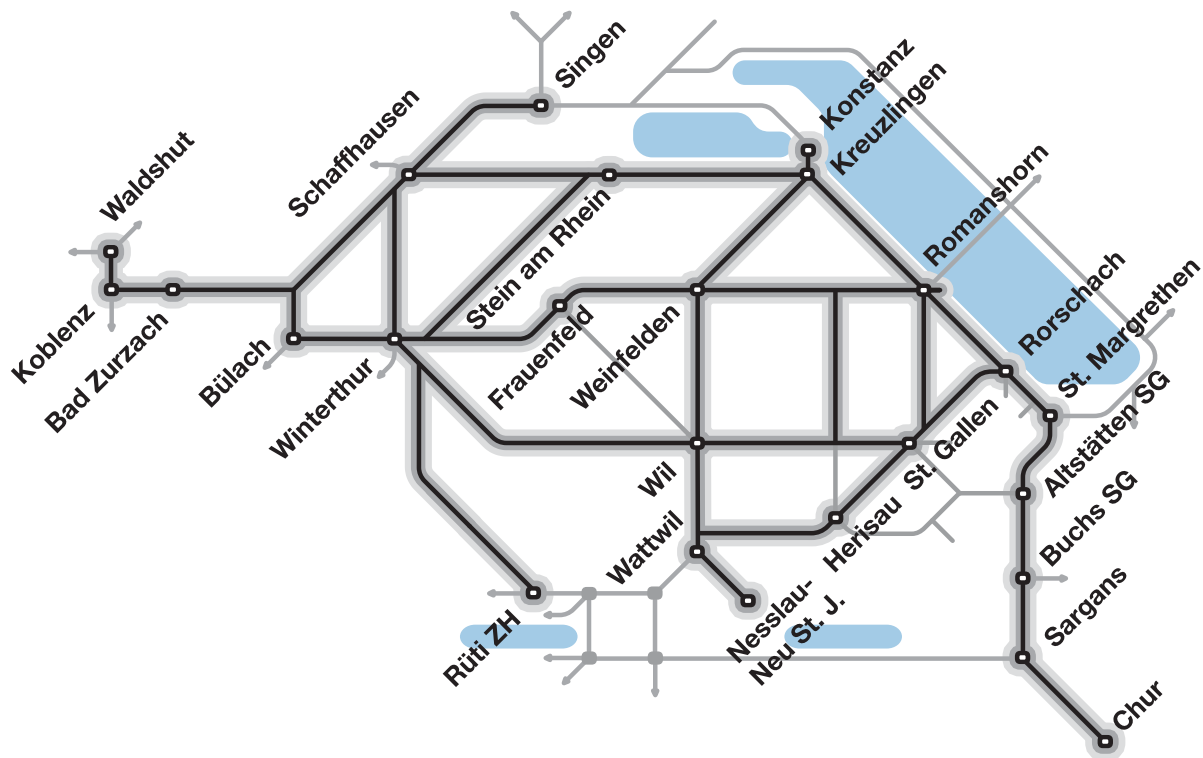 Singen
Konstanz
Kreuzlingen
Schaffhausen
Waldshut
Romanshorn
Stein am Rhein
Rorschach
St. Margrethen
Koblenz
Bad Zurzach
Bülach
Winterthur
Frauenfeld
Weinfelden
Altstätten SG
St. Gallen
Wil
Herisau
Buchs SG
Wattwil
Sargans
Rüti ZH
Nesslau-
Neu St. J.
Chur